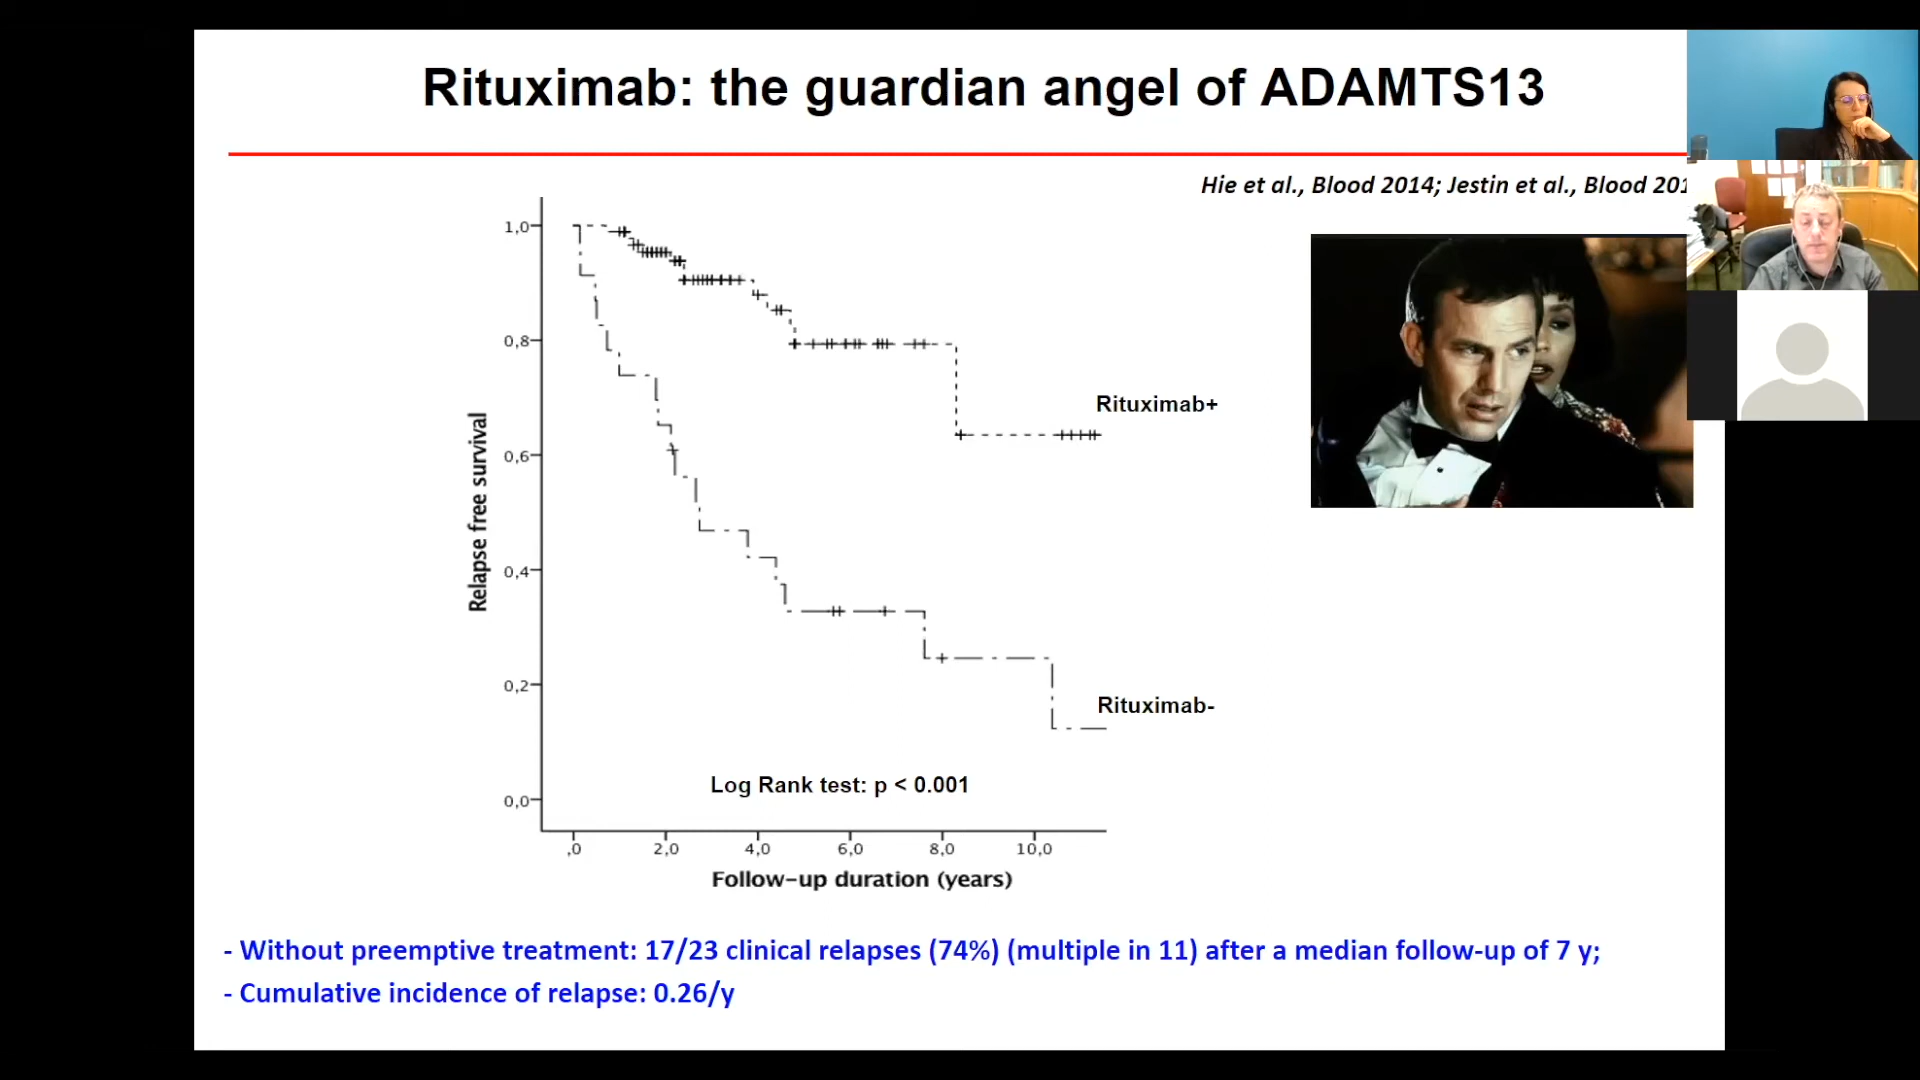 Rituximab: the guardian angel of ADAMTS13
Hie et al., Blood 2014; Jestin et al., Blood
1,0
0,8
0,6
0,4
0,2
0,0
Relapse free survival
Rituximab+
Rituximab-
Log Rank test: p < 0.001
,0 2,0 4,0 6,0 8,0 10,0
Follow-up duration (years)
- Without preemptive treatment: 17/23 clinical relapses (74%) (multiple in 11) after a median follow-up of 7 y;
- Cumulative incidence of relapse: 0.26/y